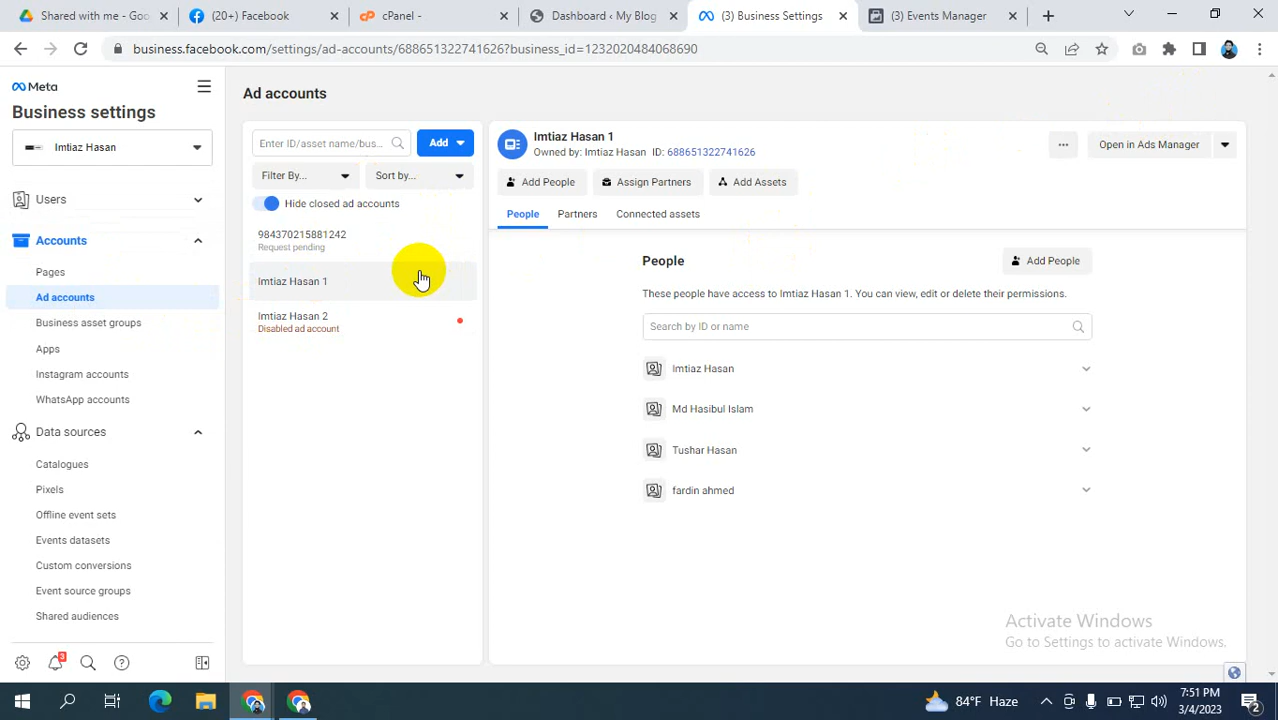 Shared with me - Goo
(20+) Facebook
cPanel -
Dashboard ‹ My Blog
(3) Business Settings
(3) Events Manager
business.facebook.com/settings/ad-accounts/688651322741626?business_id=1232020484068690
Meta
Business settings
Imtiaz Hasan
Users
Accounts
Pages
Ad accounts
Business asset groups
Apps
Instagram accounts
WhatsApp accounts
Data sources
Catalogues
Pixels
Offline event sets
Events datasets
Custom conversions
Event source groups
Shared audiences
3
Ad accounts
Enter ID/asset name/bus...
Add
Filter By...
Sort by...
Hide closed ad accounts
984370215881242
Request pending
Imtiaz Hasan 1
Imtiaz Hasan 2
Disabled ad account
Imtiaz Hasan 1
Owned by: Imtiaz Hasan ID: 688651322741626
... Open in Ads Manager
Add People
Assign Partners
Add Assets
People
Partners
Connected assets
People
Add People
These people have access to Imtiaz Hasan 1. You can view, edit or delete their permissions.
Search by ID or name
Imtiaz Hasan
Md Hasibul Islam
Tushar Hasan
fardin ahmed
Activate Windows
Go to Settings to activate Windows.
84°F Haze
7:51 PM
3/4/2023
2